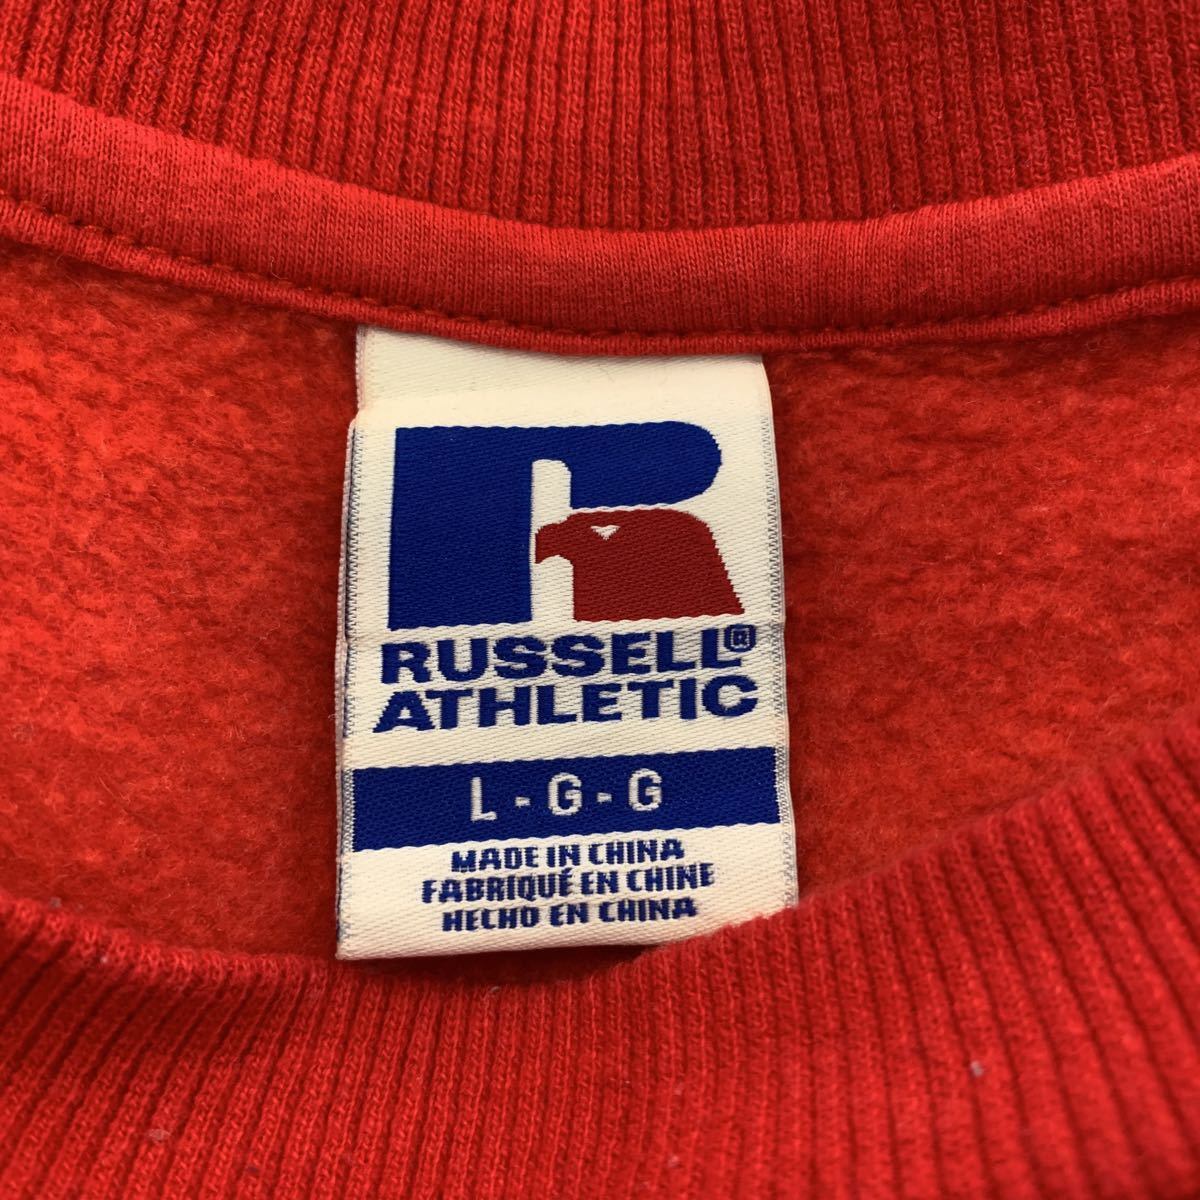 R
RUSSELL®
ATHLETIC
L - G - G
MADE IN CHINA
FABRIQUÉ EN CHINE
HECHO EN CHINA